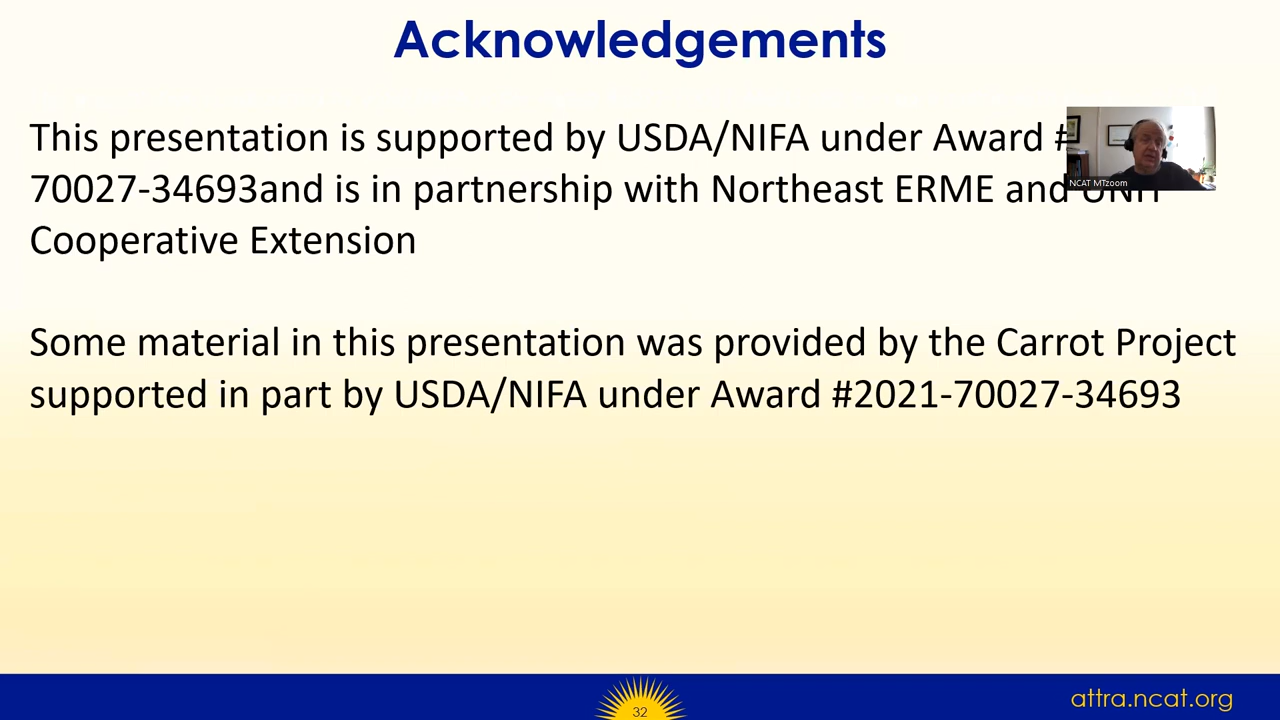 Acknowledgements
This presentation is supported by USDA/NIFA under Award #
NCAT MTzoom
70027-34693and is in partnership with Northeast ERME and
Cooperative Extension
Some material in this presentation was provided by the Carrot Project
supported in part by USDA/NIFA under Award #2021-70027-34693
32
attra.ncat.org